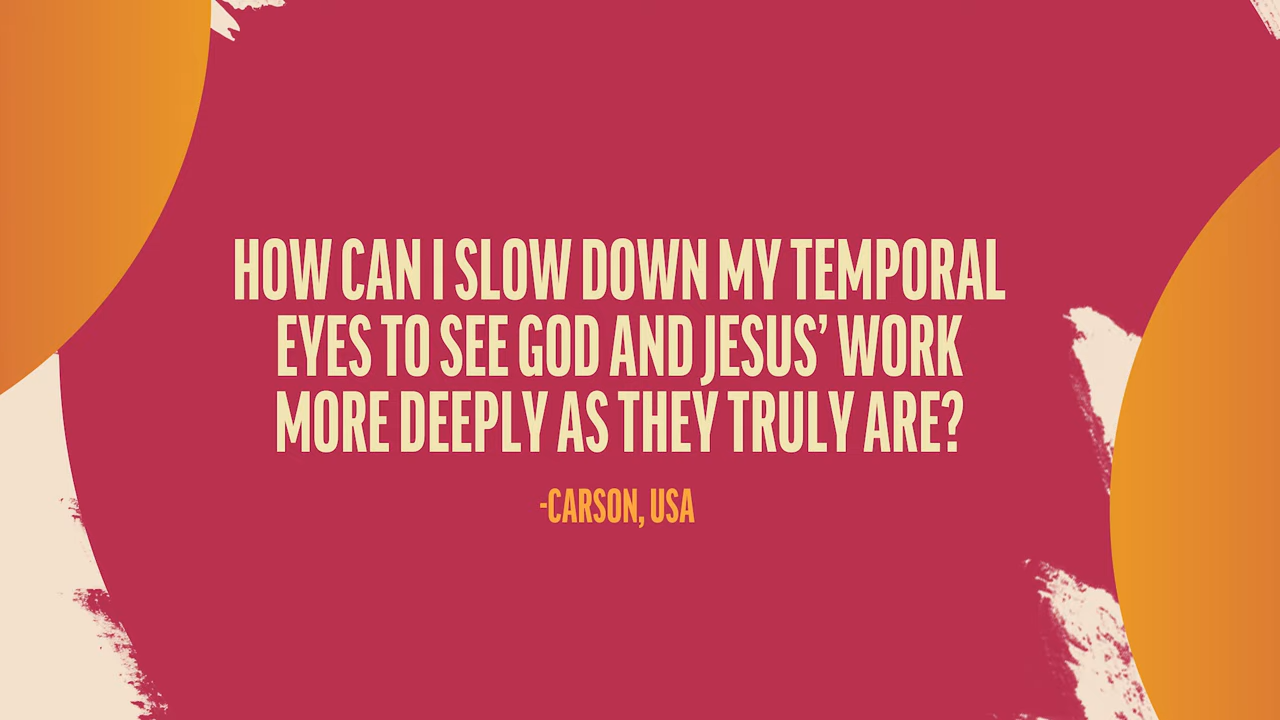 HOW CAN I SLOW DOWN MY TEMPORAL
EYES TO SEE GOD AND JESUS’ WORK
MORE DEEPLY AS THEY TRULY ARE?
-CARSON, USA